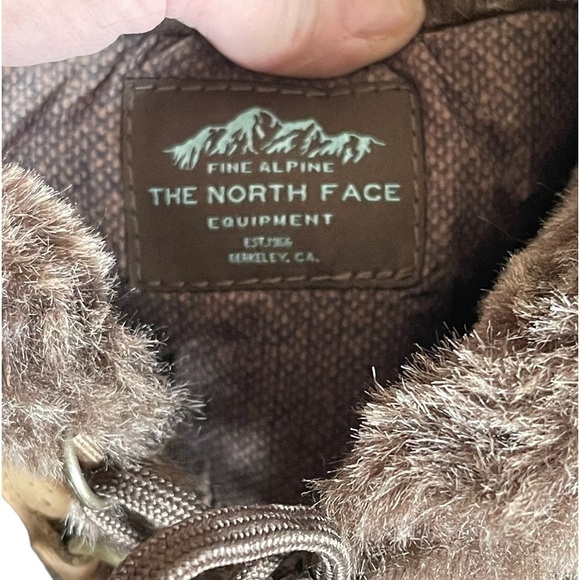 FINE ALPINE
THE NORTH FACE
EQUIPMENT
EST. 1966
BERKELEY, CA.